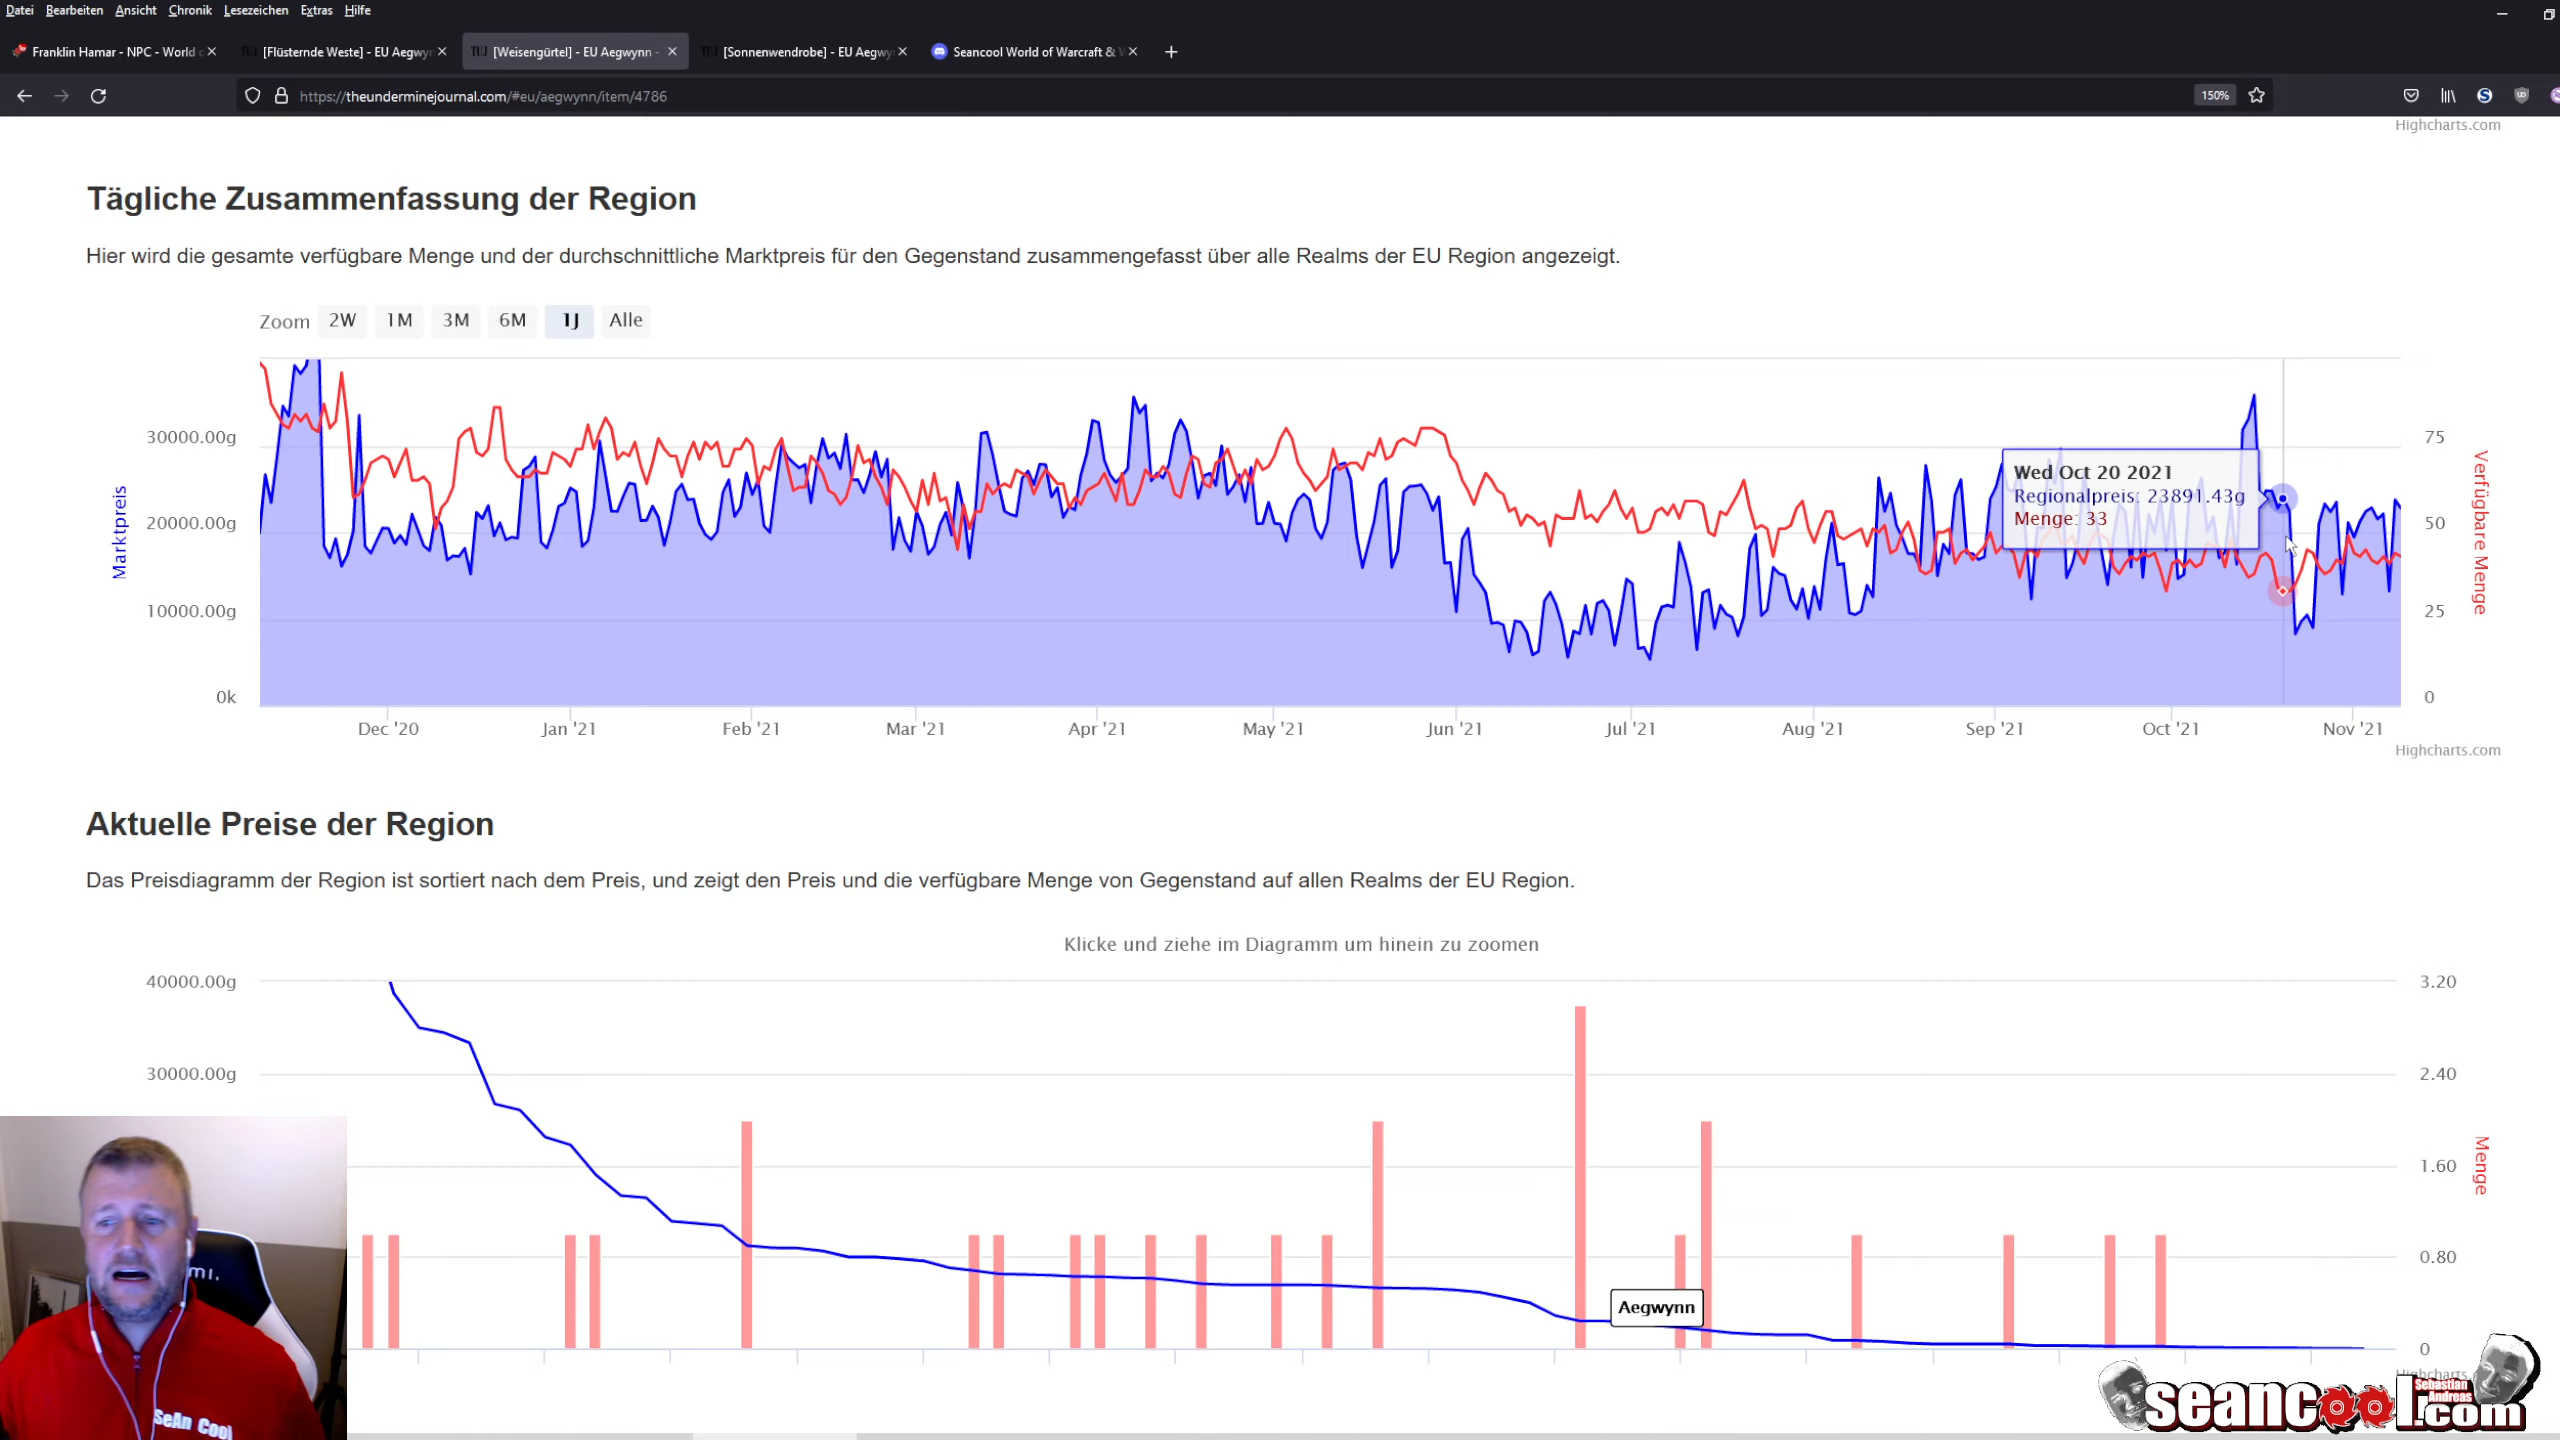 Datei Bearbeiten Ansicht Chronik Lesezeichen Extras Hilfe
Franklin Hamar - NPC - World [Flüsternde Weste] - EU Aegwyn [Weisengürtel] - EU Aegwynn - [Sonnenwendrobe] - EU Aegwy Seancool World of Warcraft &
https://theunderminejournal.com/#eu/aegwynn/item/4786 150%
Highcharts.com
Tägliche Zusammenfassung der Region
Hier wird die gesamte verfügbare Menge und der durchschnittliche Marktpreis für den Gegenstand zusammengefasst über alle Realms der EU Region angezeigt.
Zoom 2W 1M 3M 6M 1J Alle
30000.00g
20000.00g
10000.00g
0k
Marktpreis
Wed Oct 20 2021
Regionalpreis: 23891.43g
Menge: 33
75
50
25
0
Verfügbare Menge
Dec '20 Jan '21 Feb '21 Mar '21 Apr '21 May '21 Jun '21 Jul '21 Aug '21 Sep '21 Oct '21 Nov '21
Highcharts.com
Aktuelle Preise der Region
Das Preisdiagramm der Region ist sortiert nach dem Preis, und zeigt den Preis und die verfügbare Menge von Gegenstand auf allen Realms der EU Region.
Klicke und ziehe im Diagramm um hinein zu zoomen
40000.00g
30000.00g
3.20
2.40
1.60
0.80
0
Menge
Aegwynn
SeAn Cool
Highcharts
seancool.com
Sebastian
Andreas